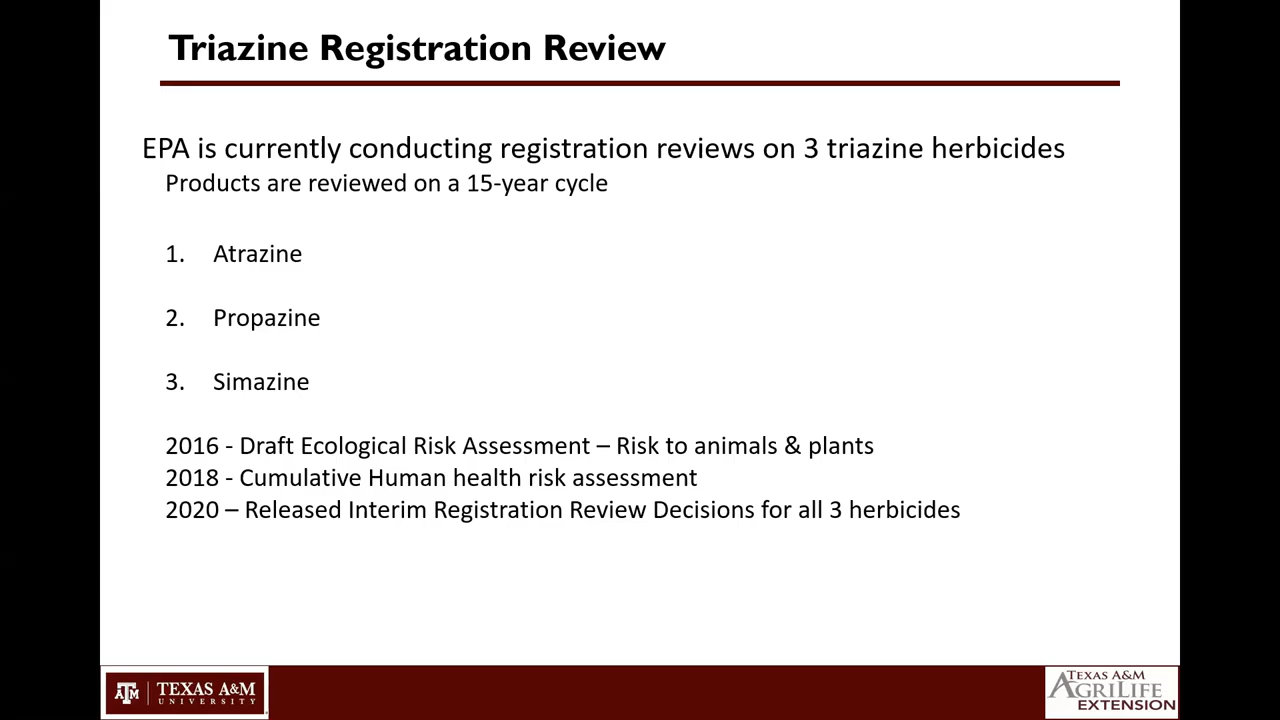 Triazine Registration Review
EPA is currently conducting registration reviews on 3 triazine herbicides
Products are reviewed on a 15-year cycle
1. Atrazine
2. Propazine
3. Simazine
2016 - Draft Ecological Risk Assessment – Risk to animals & plants
2018 - Cumulative Human health risk assessment
2020 – Released Interim Registration Review Decisions for all 3 herbicides
ATM TEXAS A&M
UNIVERSITY
TEXAS A&M
AGRILIFE
EXTENSION